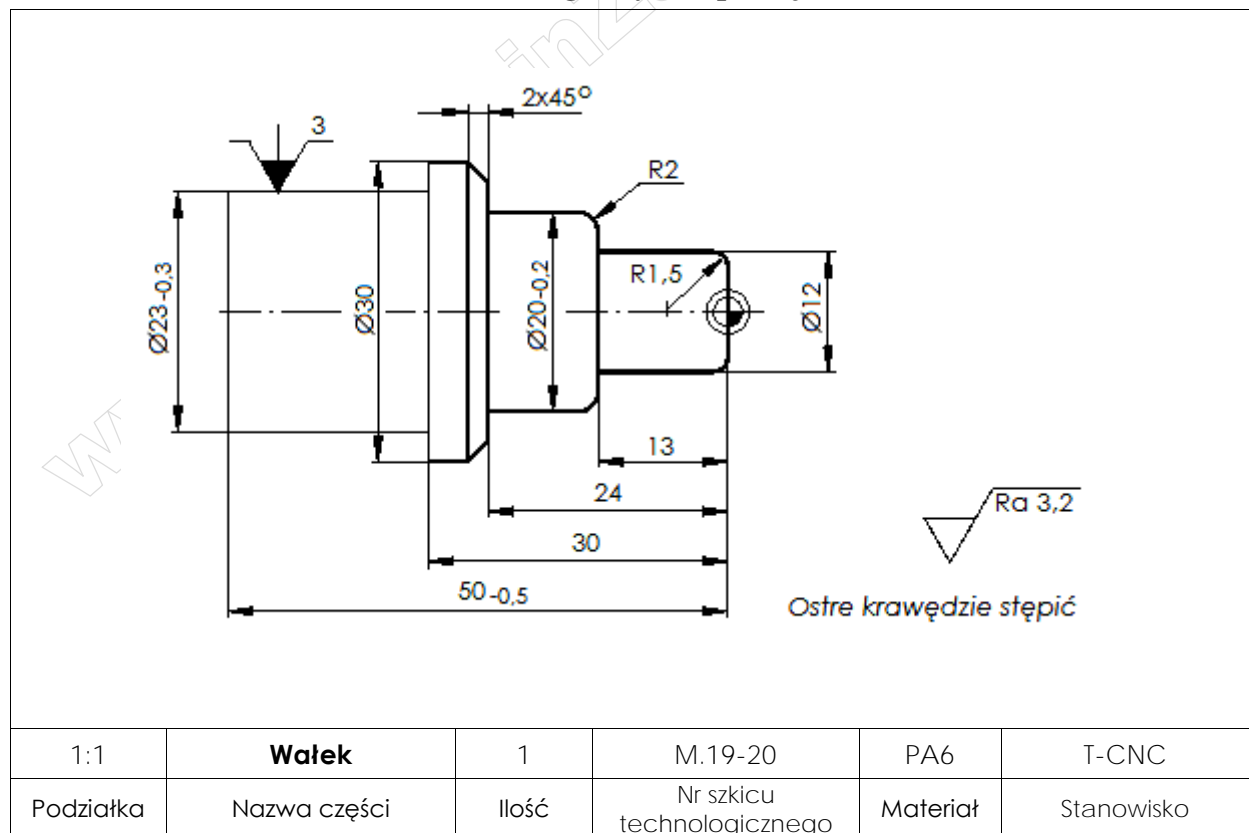 2x45°
3
R2
R1,5
Ø23-0,3
Ø30
Ø20-0,2
Ø12
13
24
30
50-0,5
Ra 3,2
Ostre krawędzie stępić
1:1 Wałek 1 M.19-20 PA6 T-CNC
Podziałka Nazwa części Ilość Nr szkicu technologicznego Materiał Stanowisko